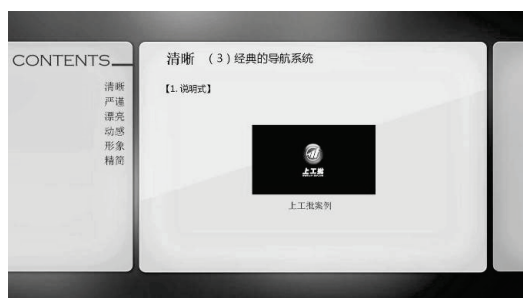 CONTENTS
清晰
严谨
漂亮
动感
形象
精简
清晰 （3）经典的导航系统
【1. 说明式】
上工批
上工批案例